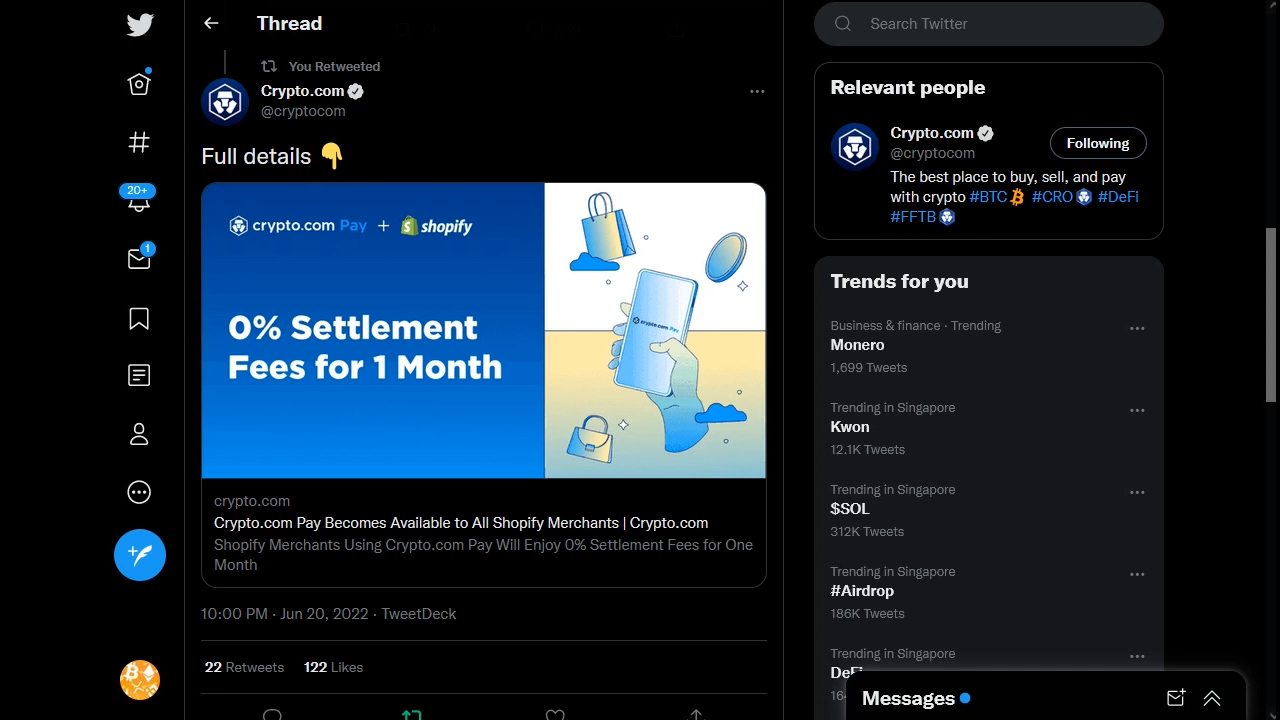 Thread
You Retweeted
Crypto.com
@cryptocom
Full details
crypto.com Pay + shopify
0% Settlement
Fees for 1 Month
crypto.com Pay
crypto.com
Crypto.com Pay Becomes Available to All Shopify Merchants | Crypto.com
Shopify Merchants Using Crypto.com Pay Will Enjoy 0% Settlement Fees for One
Month
10:00 PM · Jun 20, 2022 · TweetDeck
22 Retweets 122 Likes
20+
1
Search Twitter
Relevant people
Crypto.com
@cryptocom
Following
The best place to buy, sell, and pay
with crypto #BTC #CRO #DeFi
#FFTB
Trends for you
Business & finance · Trending
Monero
1,699 Tweets
Trending in Singapore
Kwon
12.1K Tweets
Trending in Singapore
$SOL
312K Tweets
Trending in Singapore
#Airdrop
186K Tweets
Trending in Singapore
DeFi
Messages